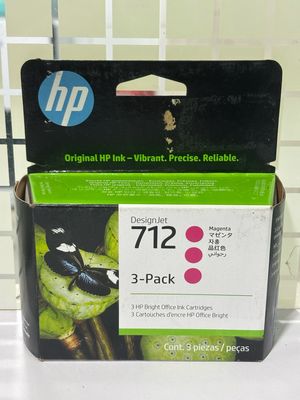 hp
Original HP Ink – Vibrant. Precise. Reliable.
DesignJet
712
3-Pack
Magenta
マゼンタ
자홍
品红色
أرجواني
3 HP Bright Office Ink Cartridges
3 Cartouches d'encre HP Office Bright
Cont. 3 piezas / peças